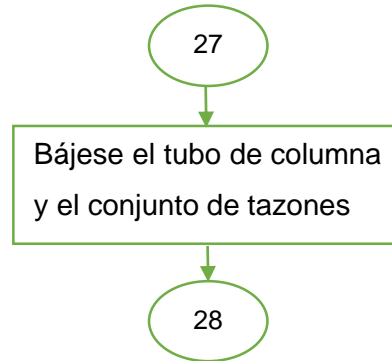 27
Bájese el tubo de columna
y el conjunto de tazones
28